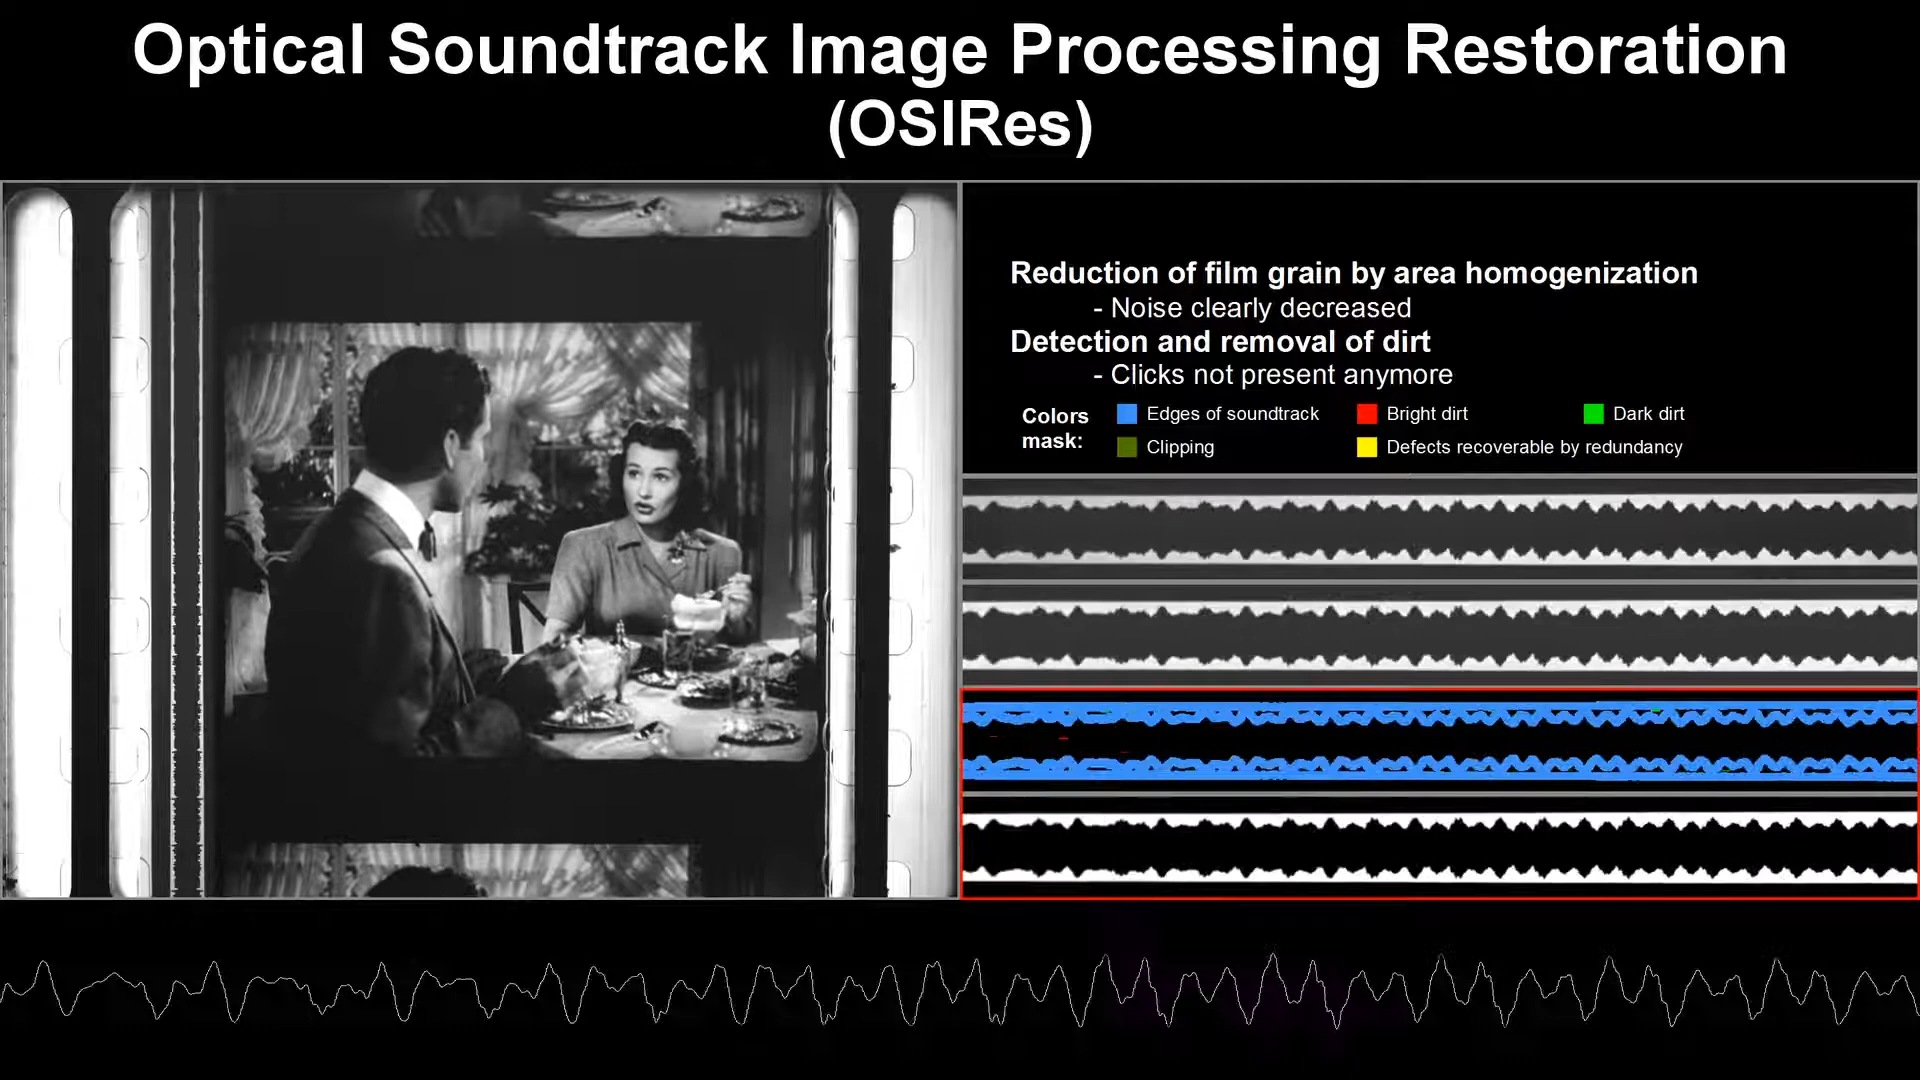 Optical Soundtrack Image Processing Restoration
(OSIRes)
Reduction of film grain by area homogenization
- Noise clearly decreased
Detection and removal of dirt
- Clicks not present anymore
Colors mask:
Edges of soundtrack
Bright dirt
Dark dirt
Clipping
Defects recoverable by redundancy